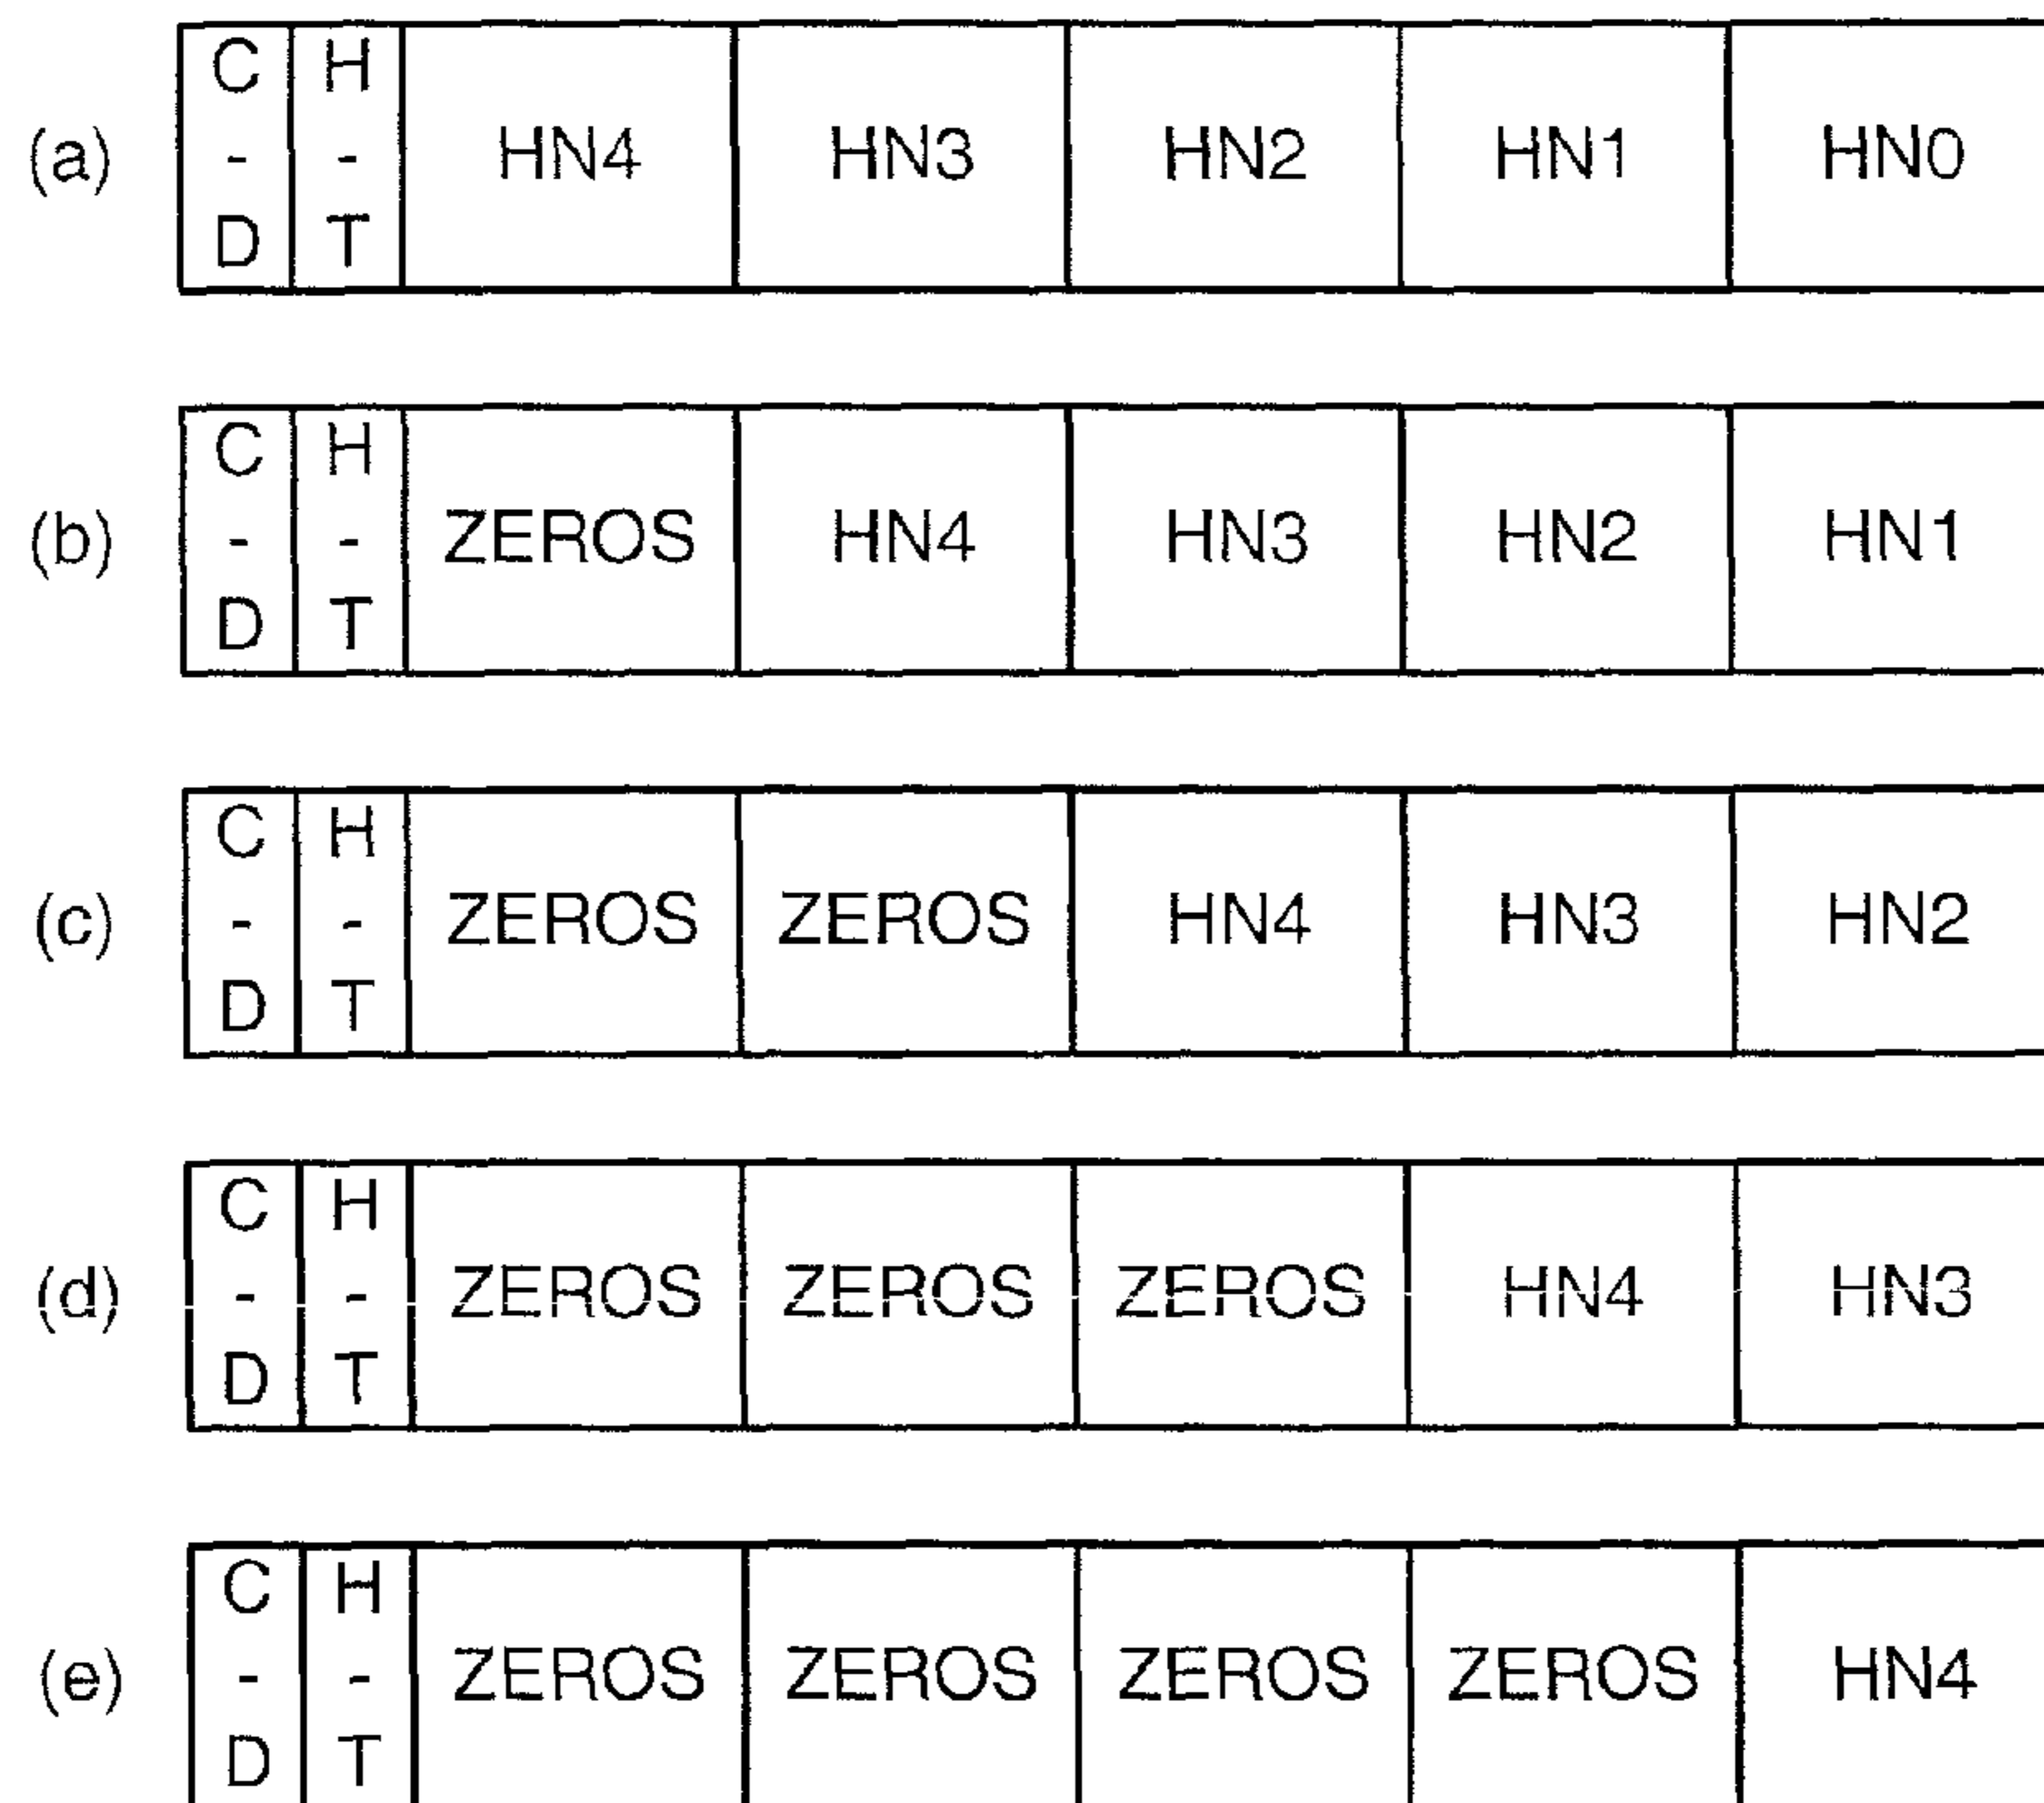 C H
(a) - - HN4 HN3 HN2 HN1 HN0
D T
C H
(b) - - ZEROS HN4 HN3 HN2 HN1
D T
C H
(c) - - ZEROS ZEROS HN4 HN3 HN2
D T
C H
(d) - - ZEROS ZEROS ZEROS HN4 HN3
D T
C H
(e) - - ZEROS ZEROS ZEROS ZEROS HN4
D T